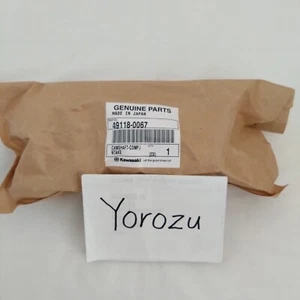 GENUINE PARTS
MADE IN JAPAN
49118-0067
CAMSHAFT-COMP,I
1
Kawasaki
Yorozu